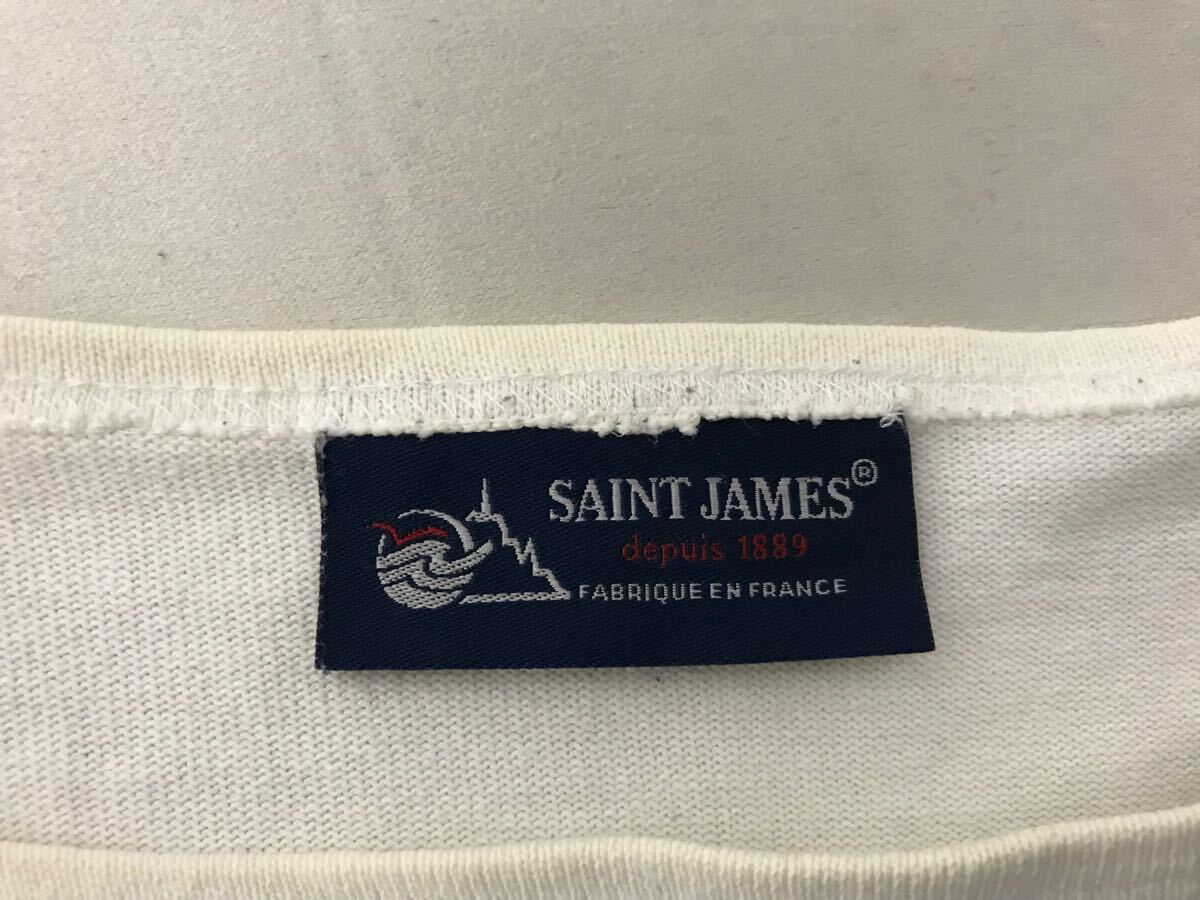 SAINT JAMES®
depuis 1889
FABRIQUE EN FRANCE